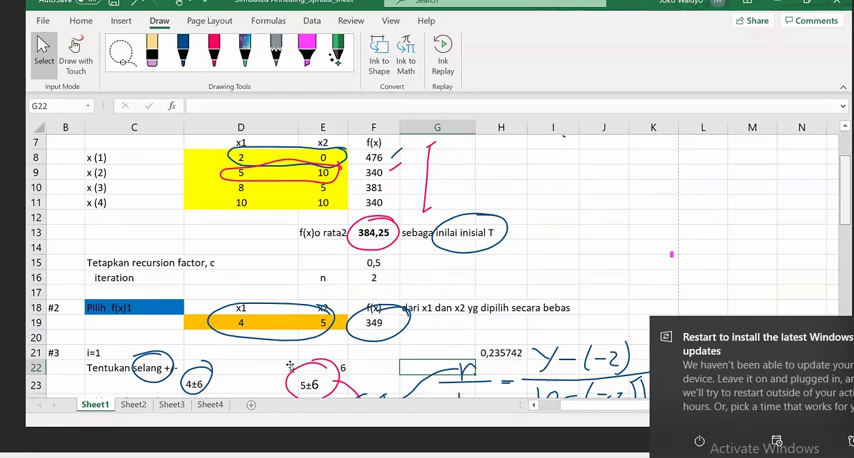 Simulated Annealing_Spread_Sheet
Search
Joko Waluyo
File Home Insert Draw Page Layout Formulas Data Review View Help
Share Comments
Select
Draw with Touch
Input Mode
Drawing Tools
Ink to Shape
Ink to Math
Convert
Ink Replay
Replay
G22
fx
B C D E F G H I J K L M N
7 x1 x2 f(x)
8 x (1) 2 0 476
9 x (2) 5 10 340
10 x (3) 8 5 381
11 x (4) 10 10 340
12
13 f(x)o rata2 384,25 sebaga inilai inisial T
14
15 Tetapkan recursion factor, c 0,5
16 iteration n 2
17
18 #2 Pilih f(x)1 x1 x2 f(x) dari x1 dan x2 yg dipilih secara bebas
19 4 5 349
20
21 #3 i=1 0,235742
22 Tentukan selang +/- 6
23 4±6 5±6
r = y-(-2)
Sheet1 Sheet2 Sheet3 Sheet4
Restart to install the latest Windows
updates
We haven't been able to update your
device. Leave it on and plugged in, a
we'll try to restart outside of your acti
hours. Or, pick a time that works for y
Activate Windows